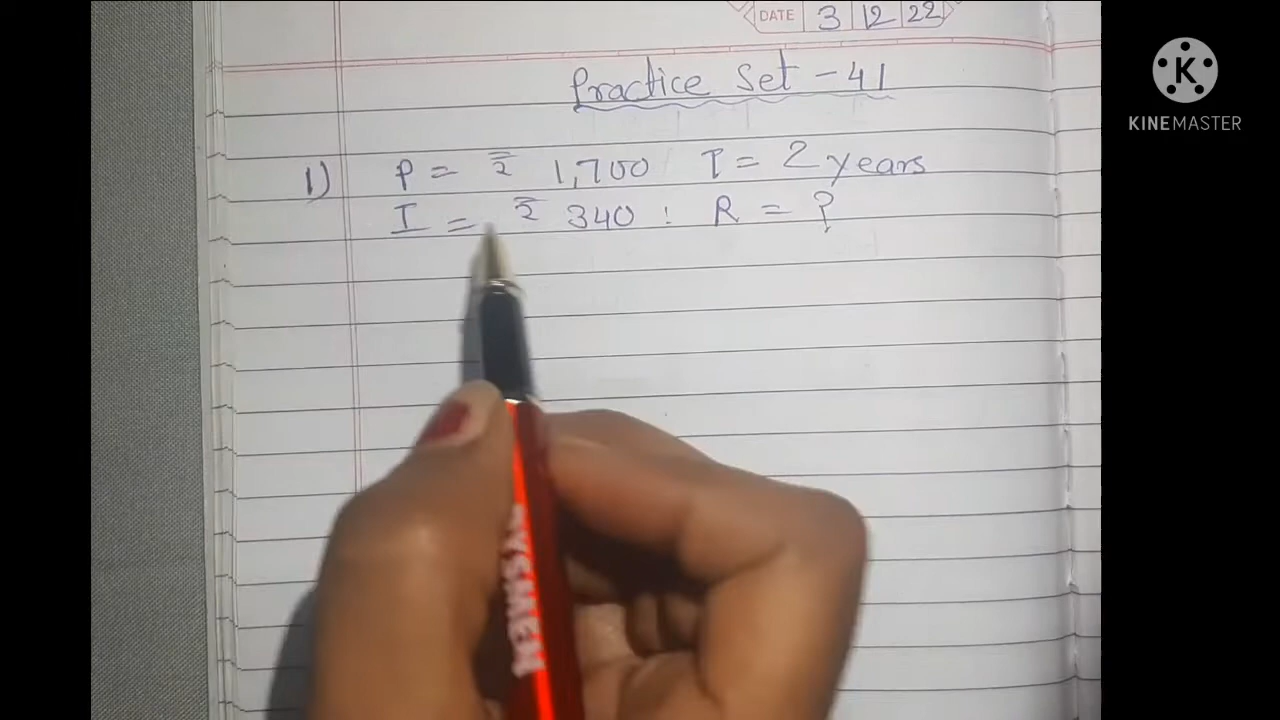 DATE 3 12 22
Practice Set - 41
1) P = ₹ 1,700 T = 2 years
I = ₹ 340 : R = ?
K
KINEMASTER